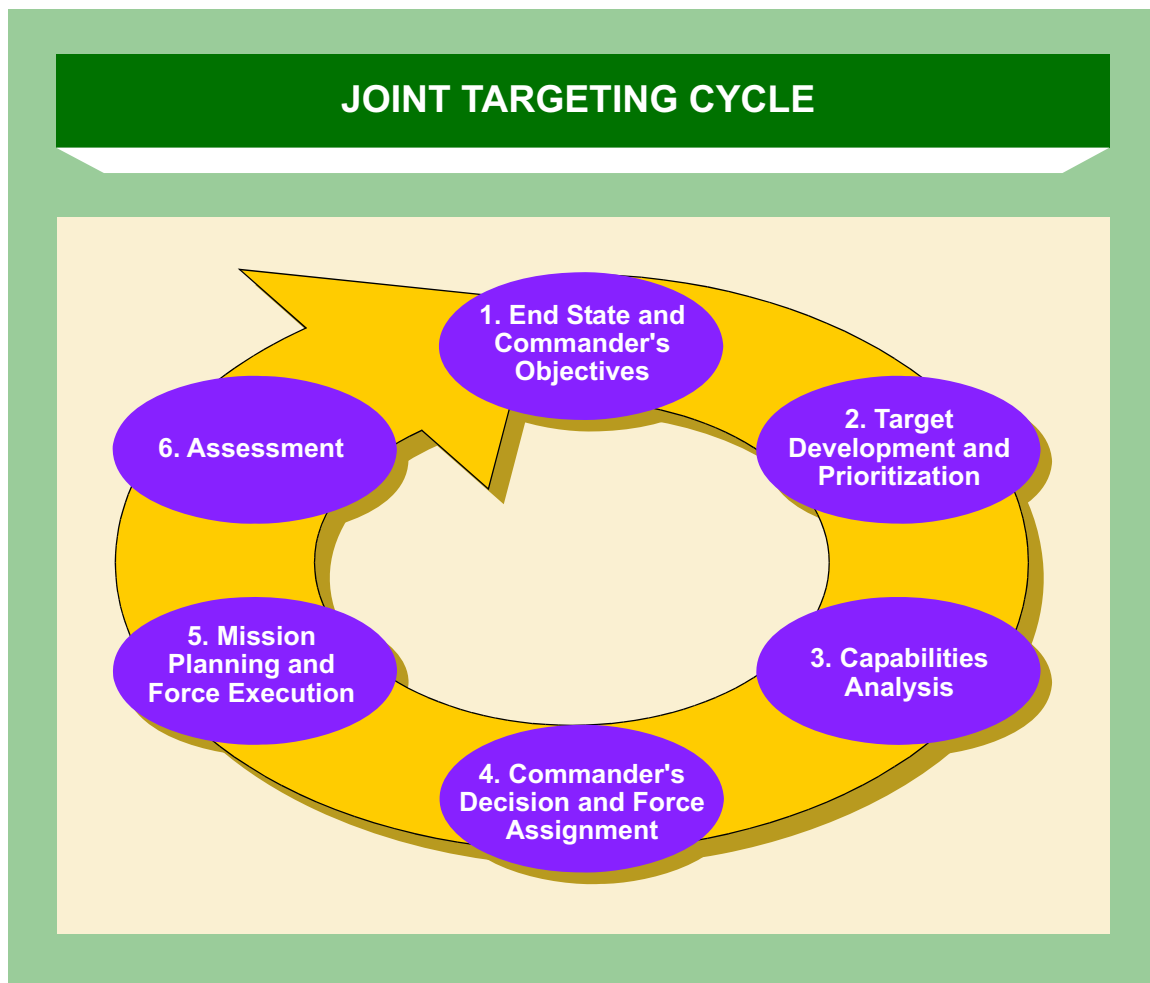 JOINT TARGETING CYCLE
1. End State and
Commander's
Objectives
2. Target
Development and
Prioritization
3. Capabilities
Analysis
4. Commander's
Decision and Force
Assignment
5. Mission
Planning and
Force Execution
6. Assessment